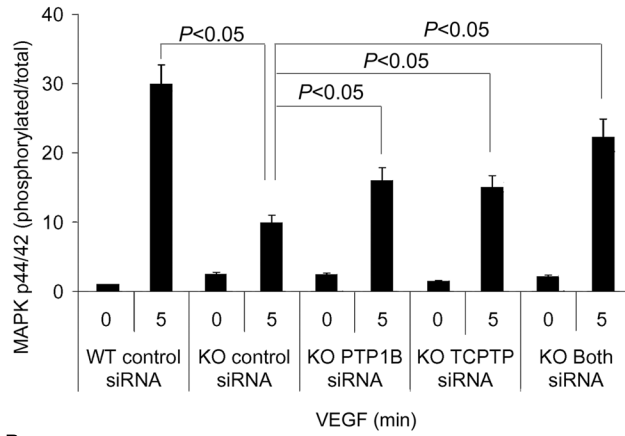 40
P<0.05
P<0.05
30
P<0.05
P<0.05
20
10
0
MAPK p44/42 (phosphorylated/total)
0 5 0 5 0 5 0 5 0 5
WT control KO control KO PTP1B KO TCPTP KO Both
siRNA siRNA siRNA siRNA siRNA
VEGF (min)